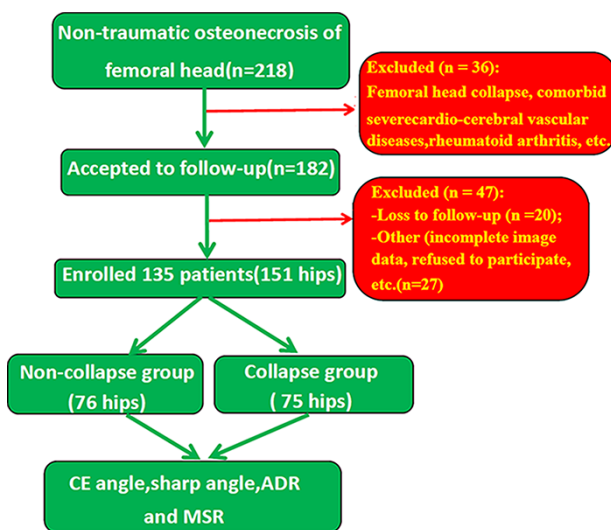 Non-traumatic osteonecrosis of
femoral head(n=218)
Excluded (n = 36):
Femoral head collapse, comorbid
severecardio-cerebral vascular
diseases,rheumatoid arthritis, etc.
Accepted to follow-up(n=182)
Excluded (n = 47):
-Loss to follow-up (n =20);
-Other (incomplete image
data, refused to participate,
etc.(n=27)
Enrolled 135 patients(151 hips)
Non-collapse group
(76 hips)
Collapse group
( 75 hips)
CE angle,sharp angle,ADR
and MSR